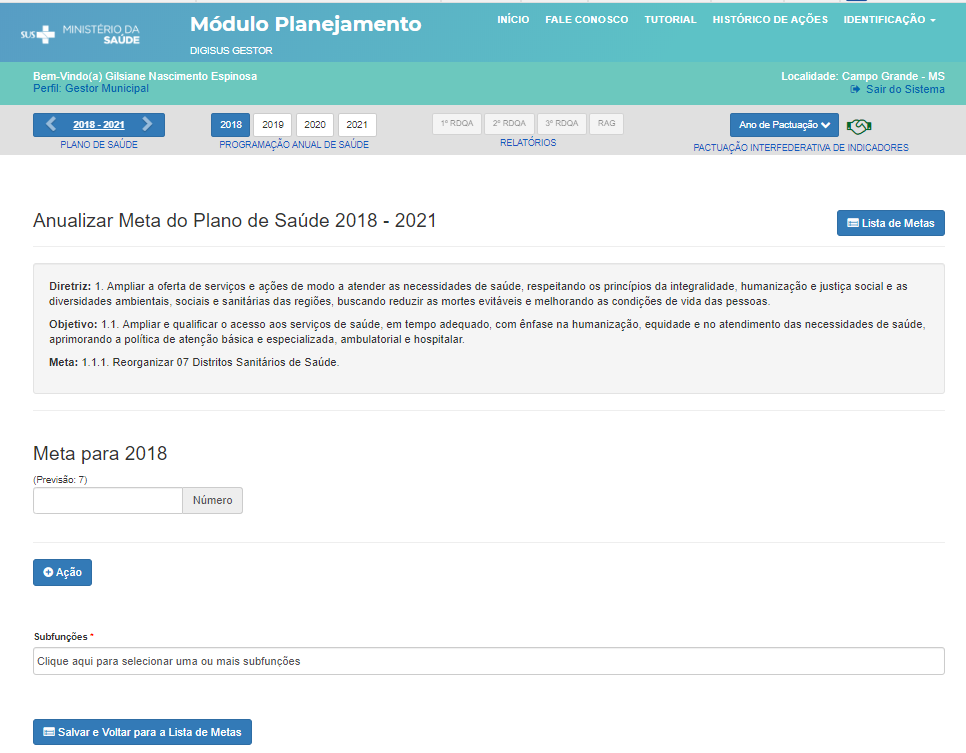 SUS MINISTÉRIO DA SAÚDE
Módulo Planejamento
DIGISUS GESTOR
INÍCIO FALE CONOSCO TUTORIAL HISTÓRICO DE AÇÕES IDENTIFICAÇÃO
Bem-Vindo(a) Gilsiane Nascimento Espinosa
Perfil: Gestor Municipal
Localidade: Campo Grande - MS
Sair do Sistema
2018 - 2021
PLANO DE SAÚDE
2018 2019 2020 2021
PROGRAMAÇÃO ANUAL DE SAÚDE
1º RDQA 2º RDQA 3º RDQA RAG
RELATÓRIOS
Ano de Pactuação
PACTUAÇÃO INTERFEDERATIVA DE INDICADORES
Anualizar Meta do Plano de Saúde 2018 - 2021
Lista de Metas
Diretriz: 1. Ampliar a oferta de serviços e ações de modo a atender as necessidades de saúde, respeitando os princípios da integralidade, humanização e justiça social e as
diversidades ambientais, sociais e sanitárias das regiões, buscando reduzir as mortes evitáveis e melhorando as condições de vida das pessoas.
Objetivo: 1.1. Ampliar e qualificar o acesso aos serviços de saúde, em tempo adequado, com ênfase na humanização, equidade e no atendimento das necessidades de saúde,
aprimorando a política de atenção básica e especializada, ambulatorial e hospitalar.
Meta: 1.1.1. Reorganizar 07 Distritos Sanitários de Saúde.
Meta para 2018
(Previsão: 7)
Número
Ação
Subfunções *
Clique aqui para selecionar uma ou mais subfunções
Salvar e Voltar para a Lista de Metas